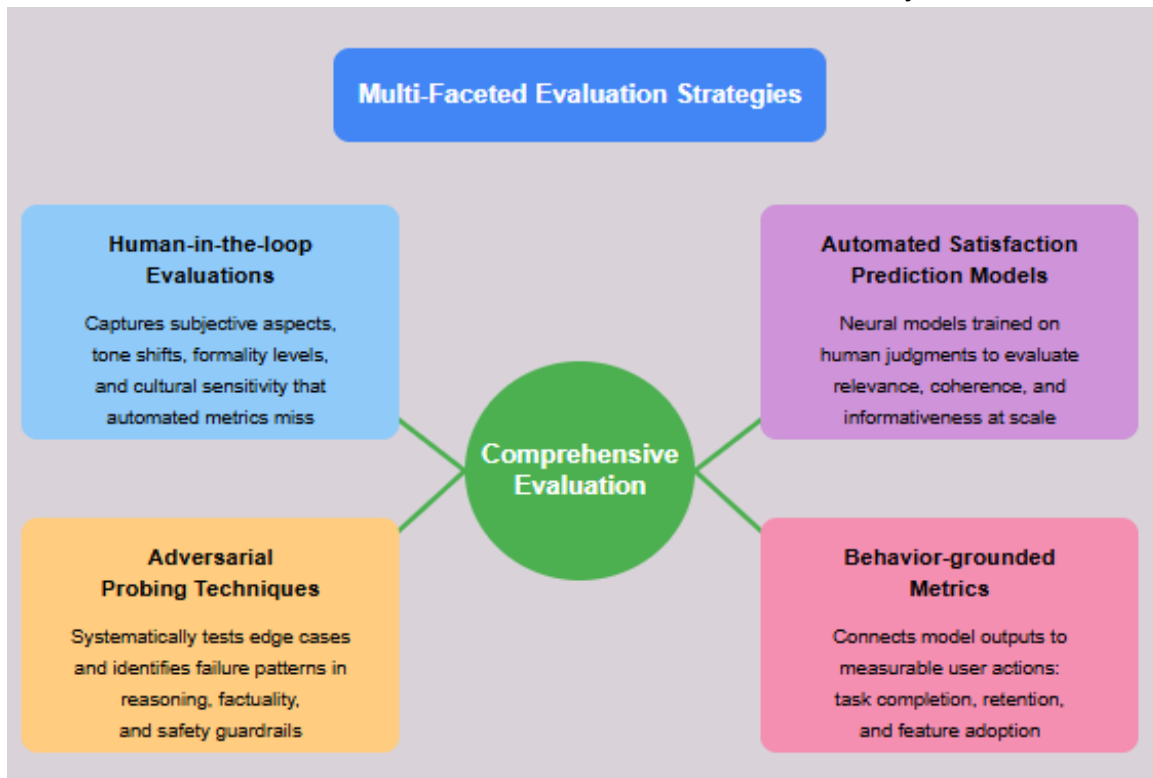 Multi-Faceted Evaluation Strategies
Human-in-the-loop
Evaluations
Captures subjective aspects,
tone shifts, formality levels,
and cultural sensitivity that
automated metrics miss
Automated Satisfaction
Prediction Models
Neural models trained on
human judgments to evaluate
relevance, coherence, and
informativeness at scale
Comprehensive
Evaluation
Adversarial
Probing Techniques
Systematically tests edge cases
and identifies failure patterns in
reasoning, factuality,
and safety guardrails
Behavior-grounded
Metrics
Connects model outputs to
measurable user actions:
task completion, retention,
and feature adoption